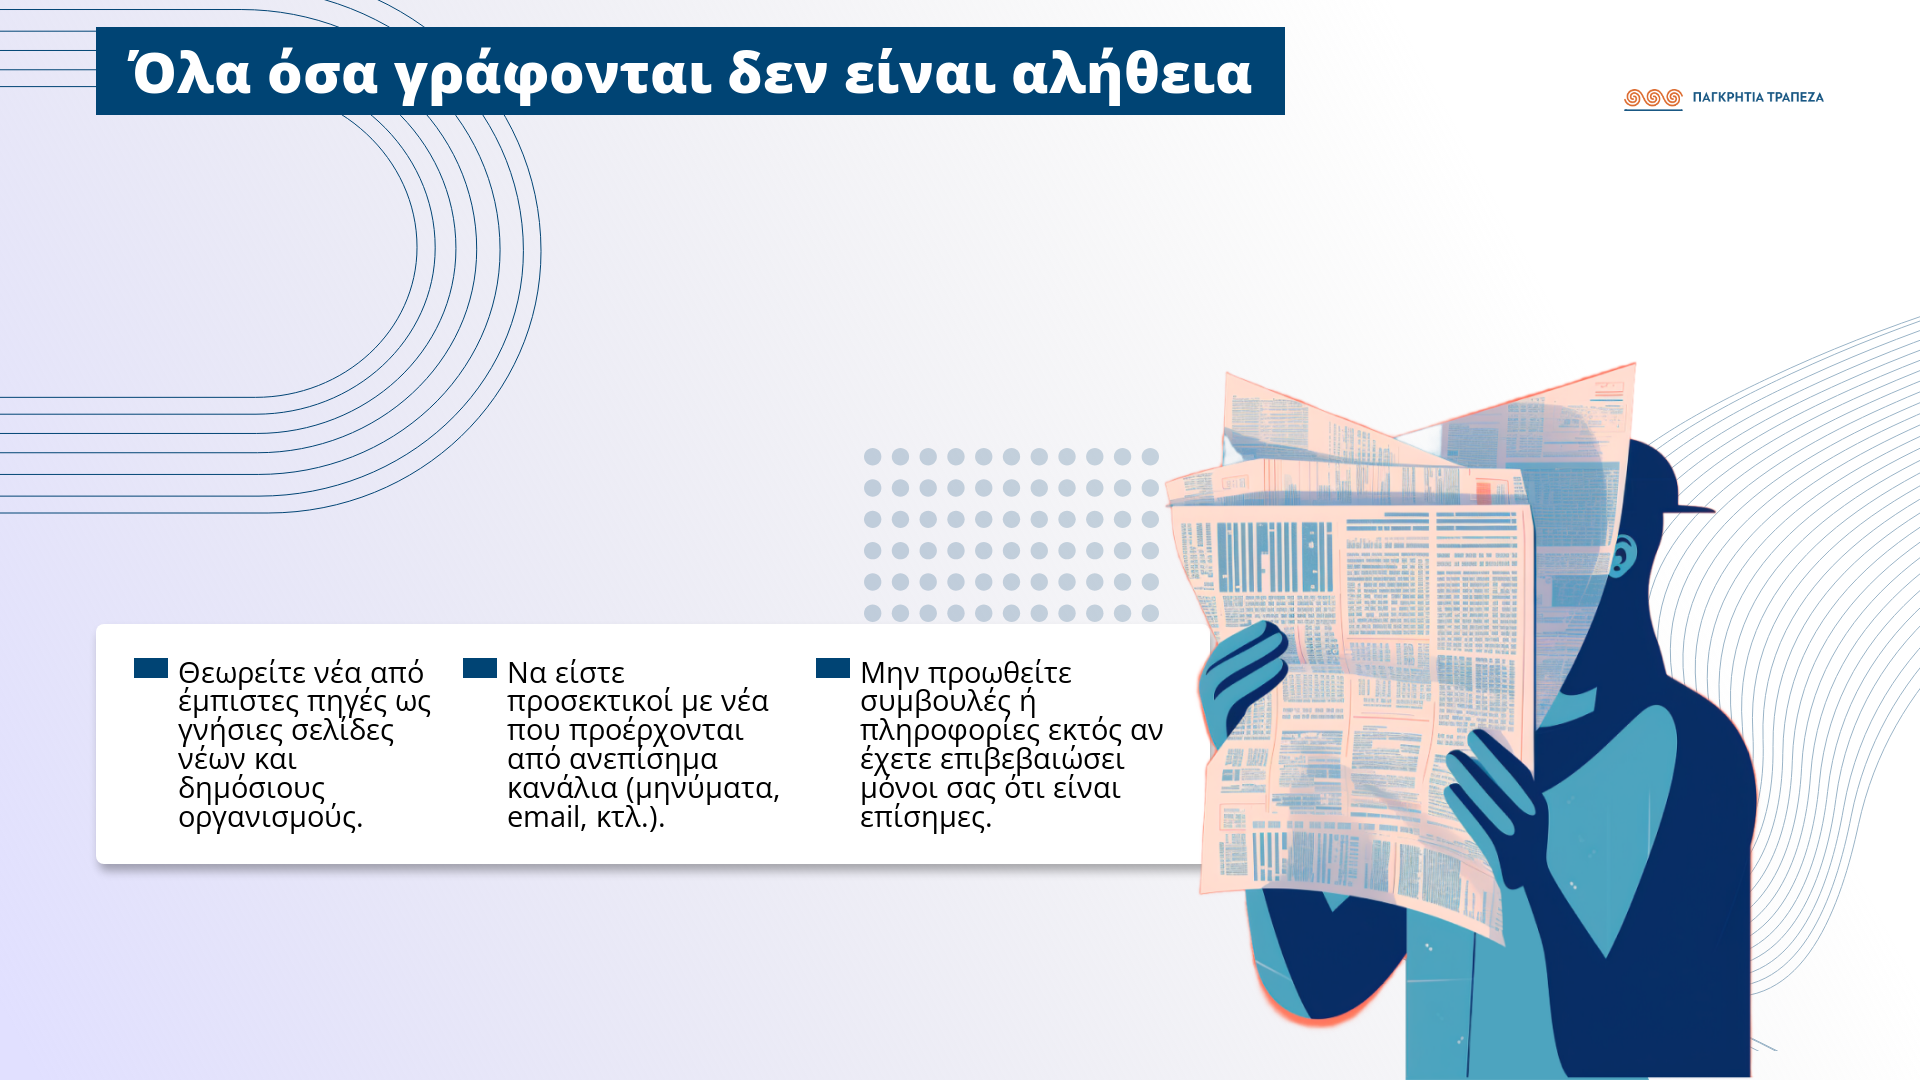 Όλα όσα γράφονται δεν είναι αλήθεια
ΠΑΓΚΡΗΤΙΑ ΤΡΑΠΕΖΑ
Θεωρείτε νέα από
έμπιστες πηγές ως
γνήσιες σελίδες
νέων και
δημόσιους
οργανισμούς.
Να είστε
προσεκτικοί με νέα
που προέρχονται
από ανεπίσημα
κανάλια (μηνύματα,
email, κτλ.).
Μην προωθείτε
συμβουλές ή
πληροφορίες εκτός αν
έχετε επιβεβαιώσει
μόνοι σας ότι είναι
επίσημες.